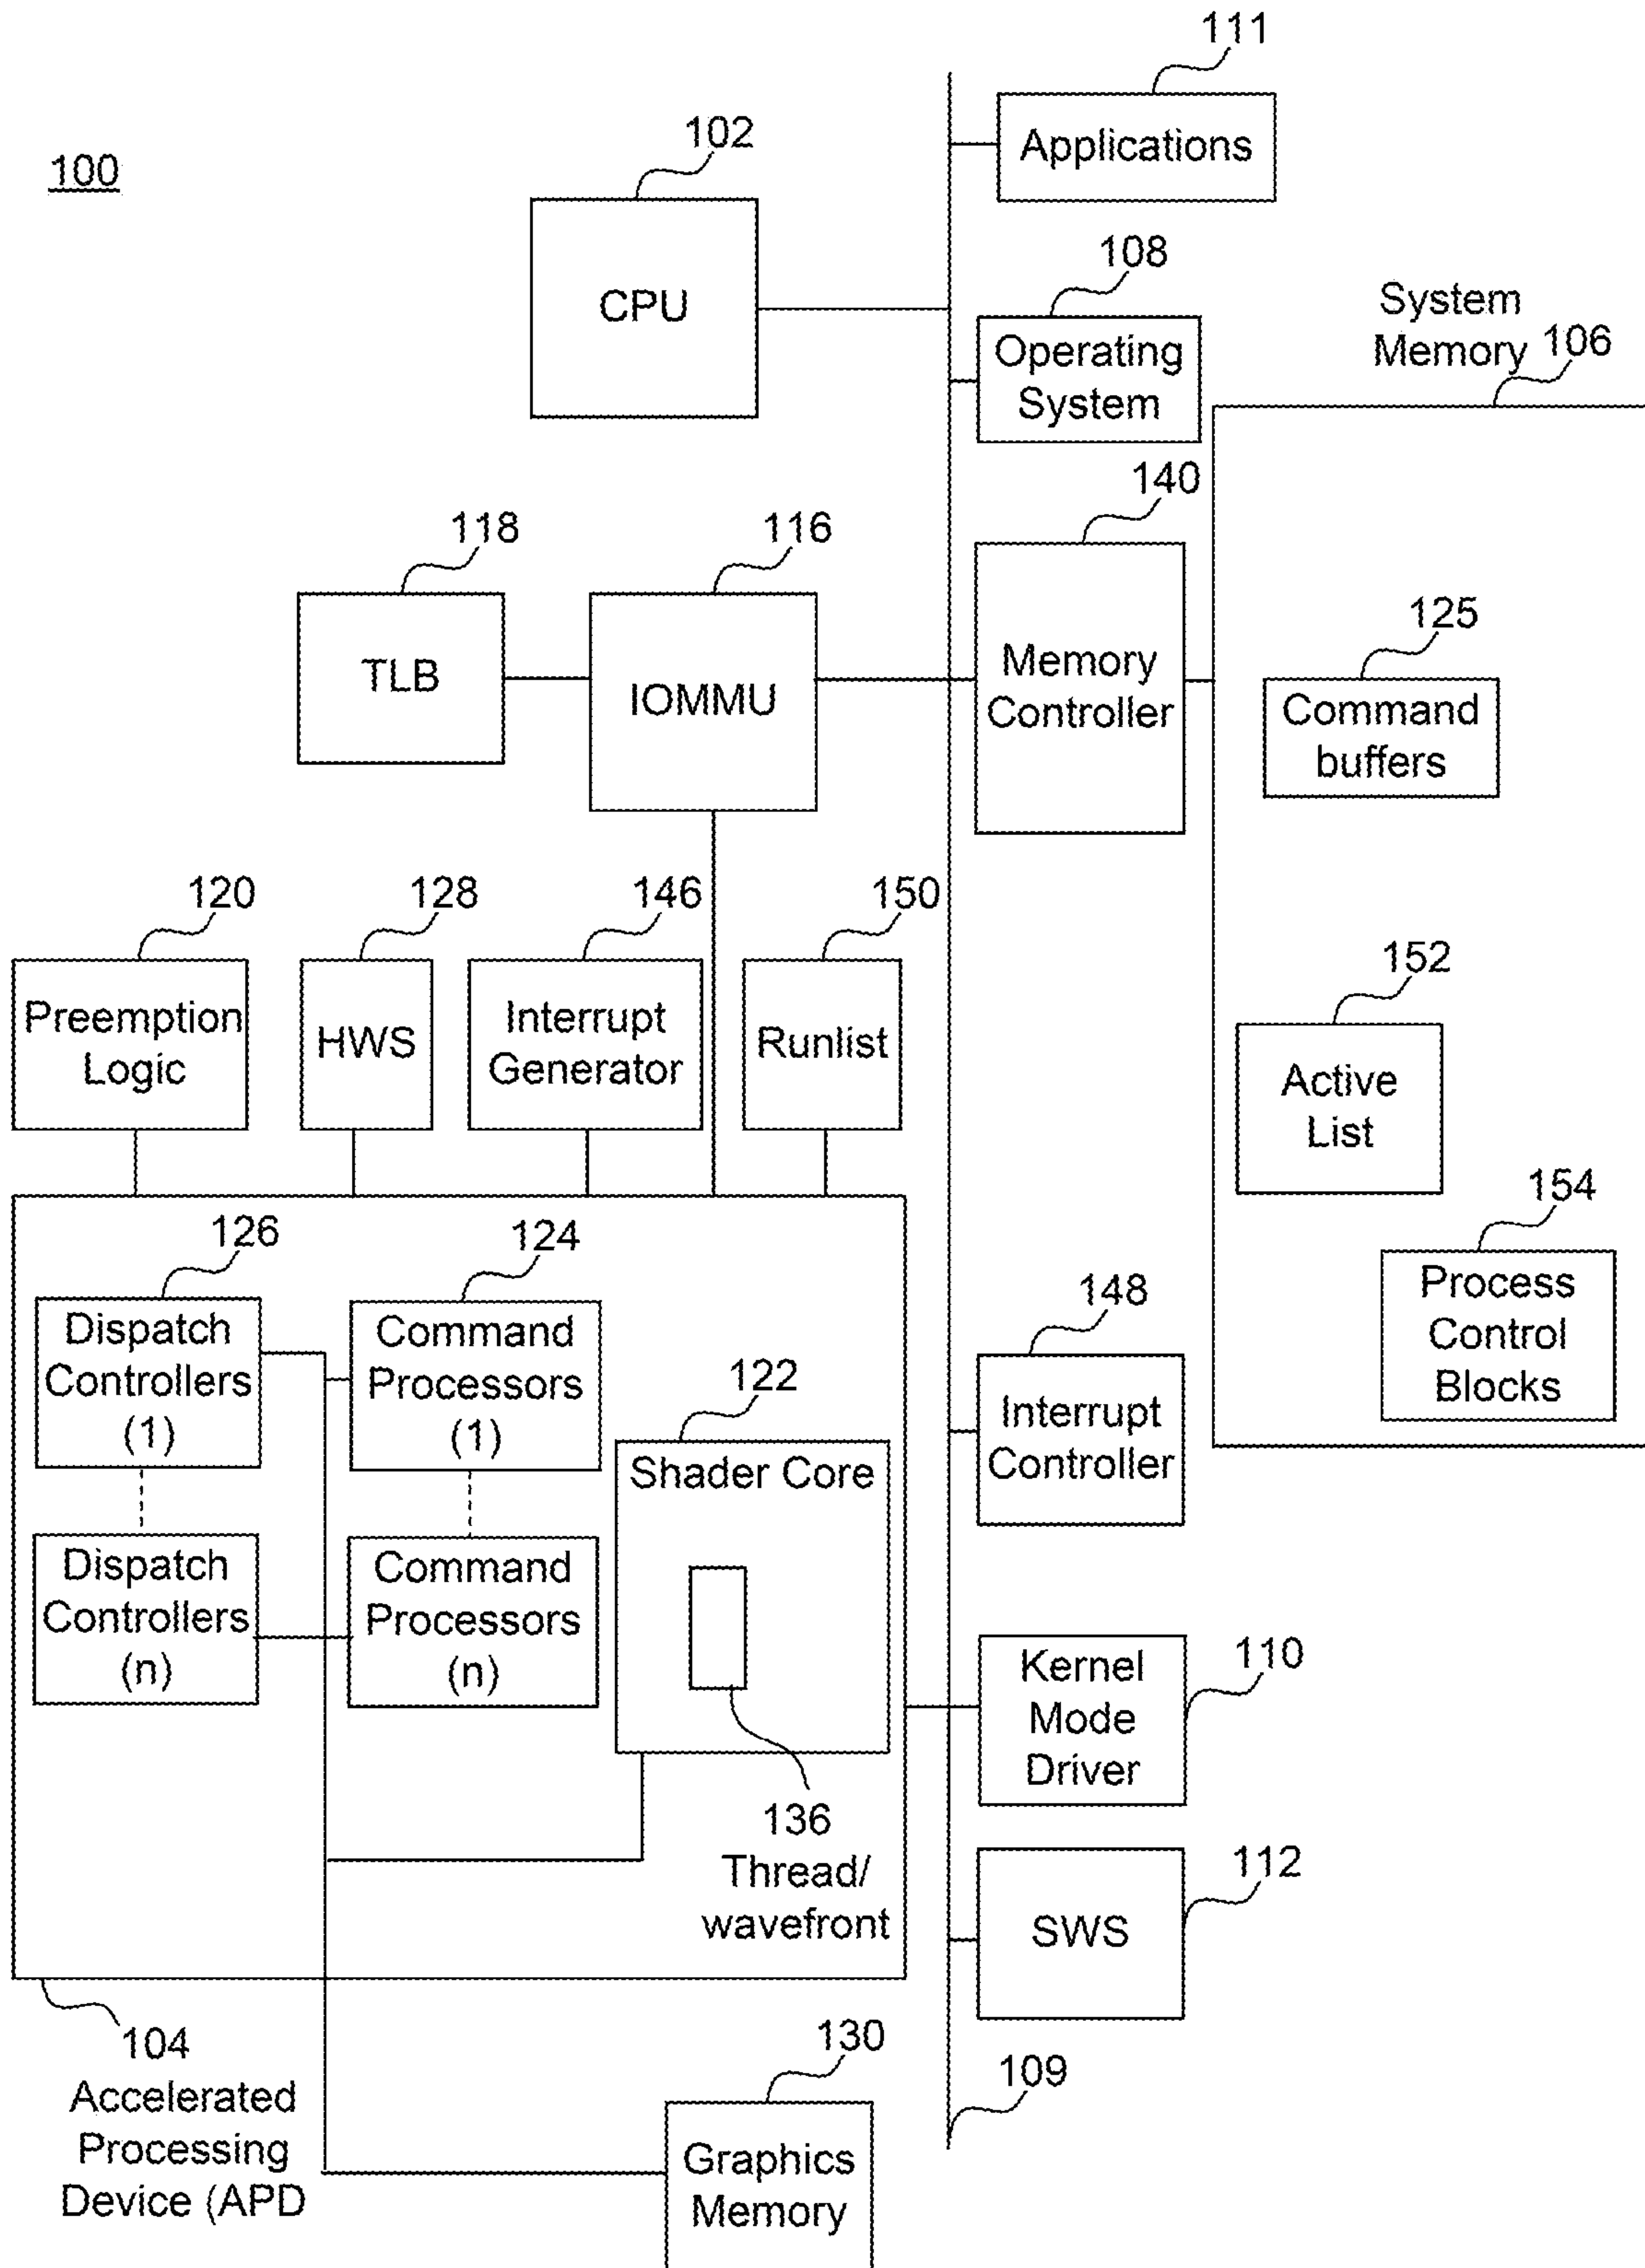 111
Applications
102
100
CPU
108
Operating
System
System
Memory 106
140
118
116
TLB
IOMMU
Memory
Controller
125
Command
buffers
120
128
146
150
Preemption
Logic
HWS
Interrupt
Generator
Runlist
152
Active
List
154
Process
Control
Blocks
126
124
Dispatch
Controllers
(1)
Command
Processors
(1)
122
Shader Core
148
Interrupt
Controller
Dispatch
Controllers
(n)
Command
Processors
(n)
136
Thread/
wavefront
Kernel
Mode
Driver
110
SWS
112
104
Accelerated
Processing
Device (APD
130
Graphics
Memory
109